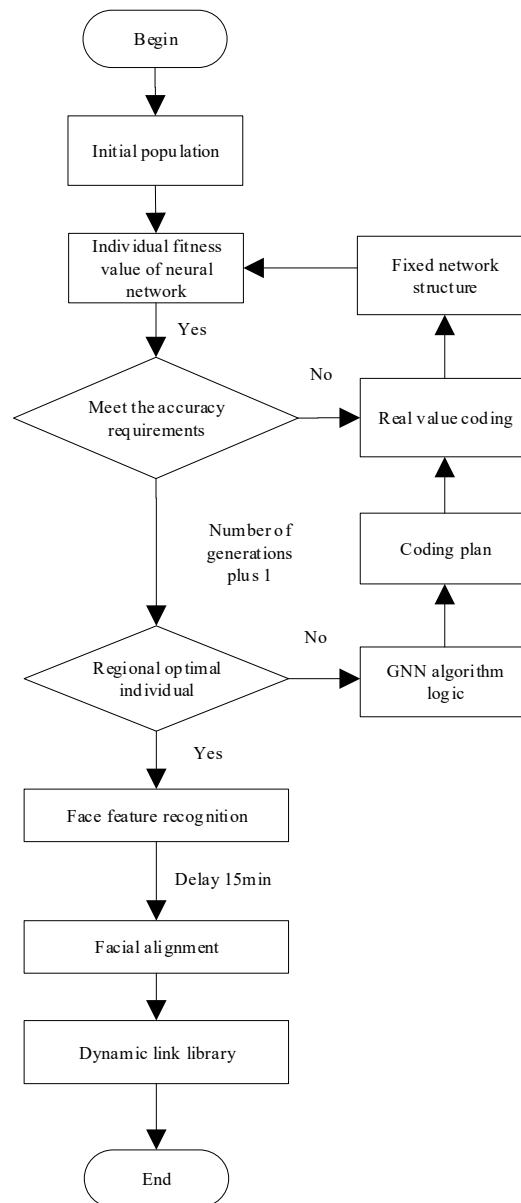 Begin
Initial population
Individual fitness
value of neural
network
Fixed network
structure
Yes
No
Meet the accuracy
requirements
Real value coding
Number of
generations
plus 1
Coding plan
No
Regional optimal
individual
GNN algorithm
logic
Yes
Face feature recognition
Delay 15min
Facial alignment
Dynamic link library
End